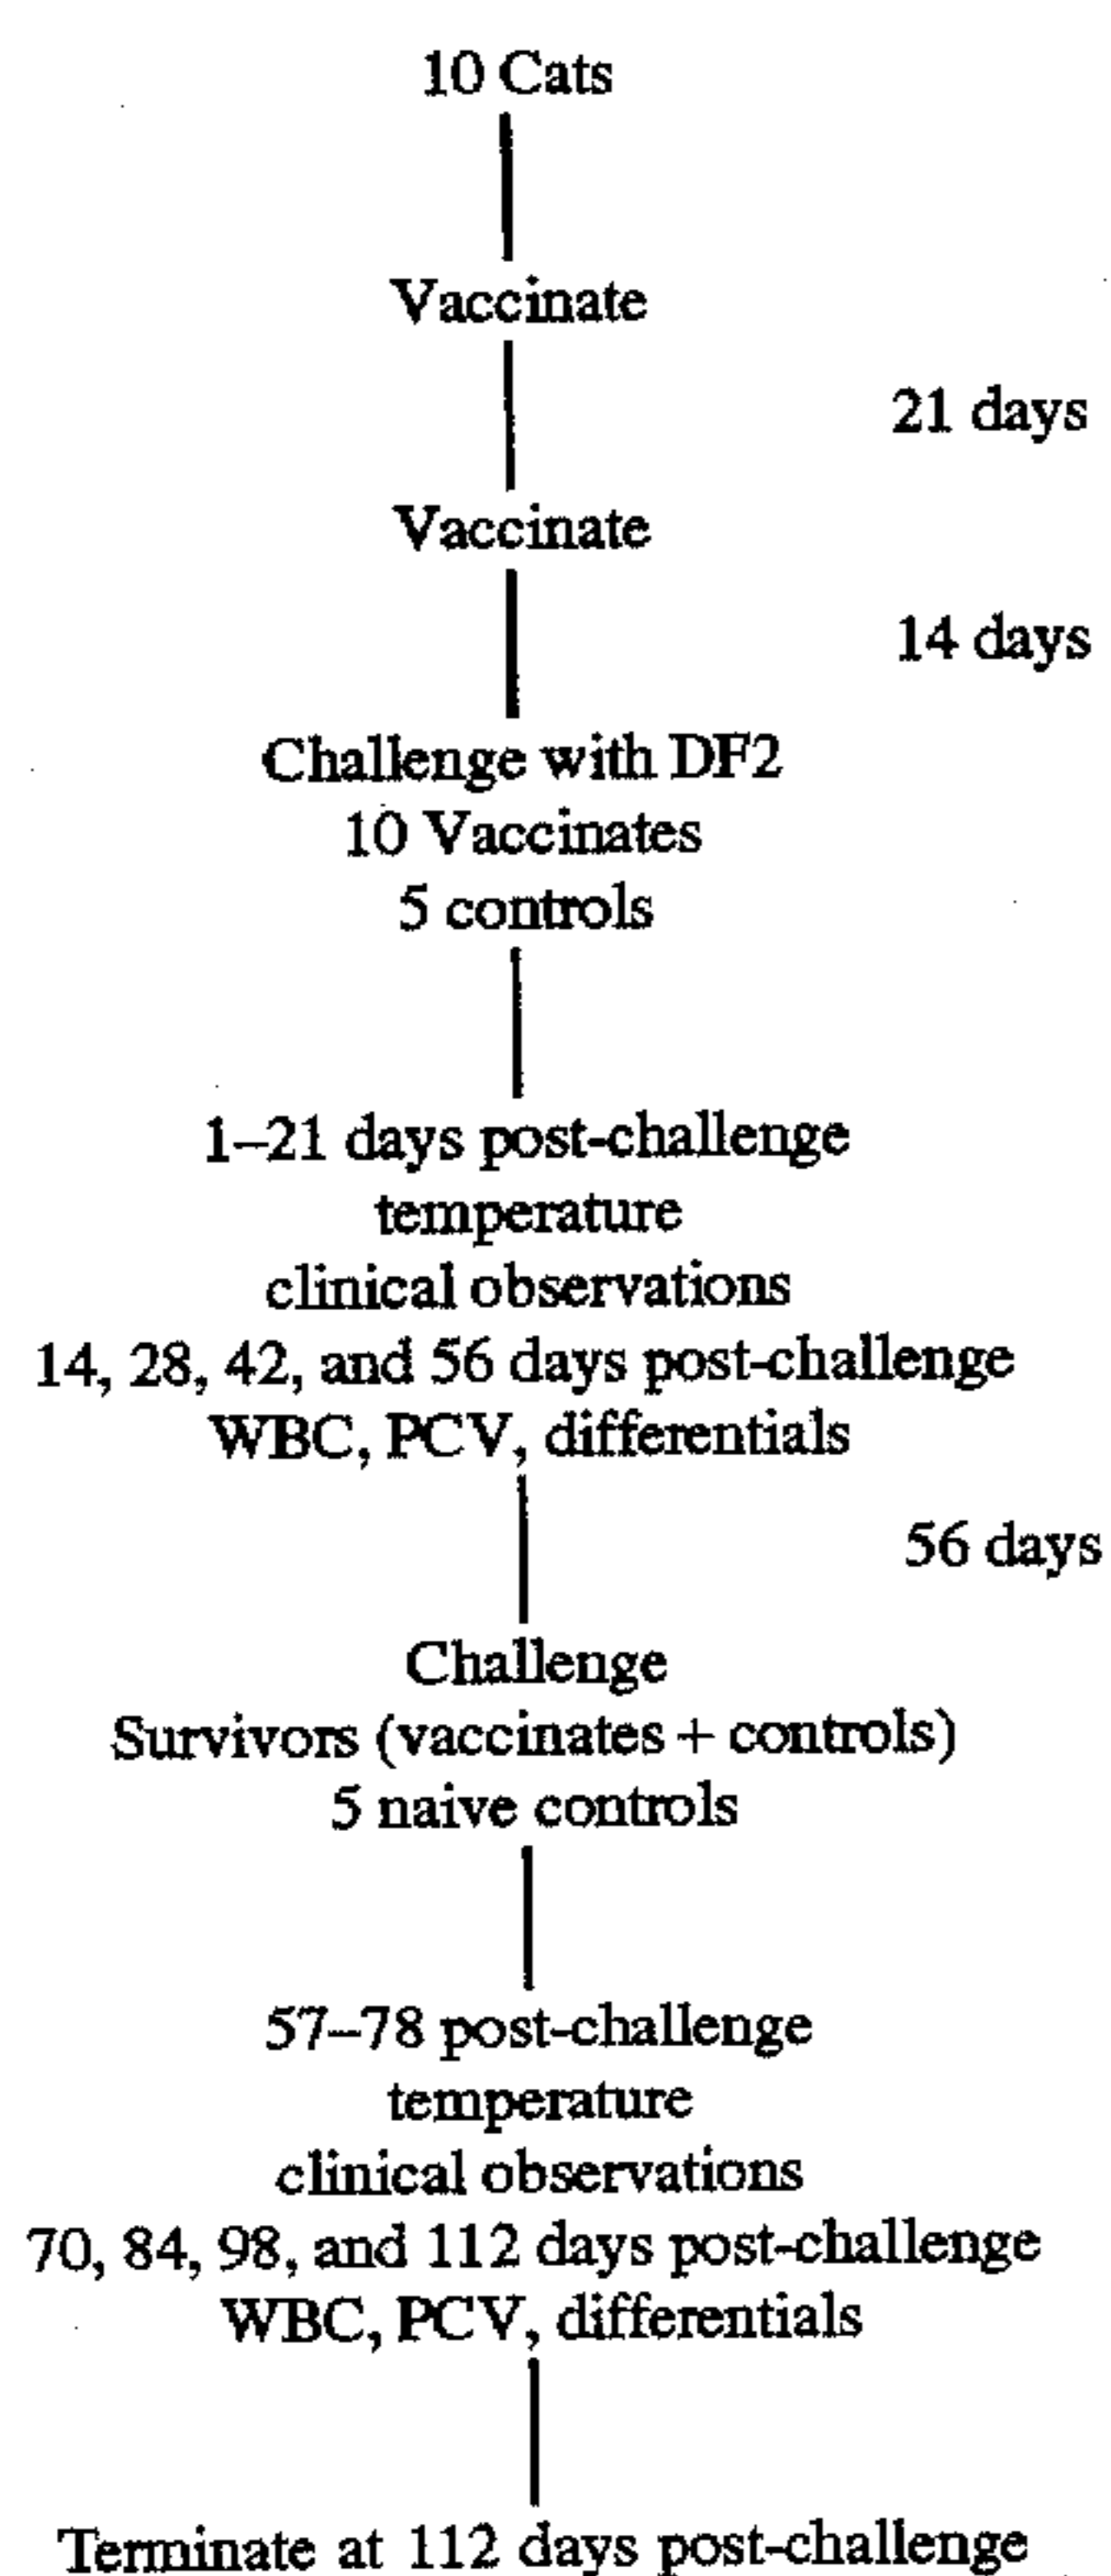 10 Cats
Vaccinate
21 days
Vaccinate
14 days
Challenge with DF2
10 Vaccinates
5 controls
1–21 days post-challenge
temperature
clinical observations
14, 28, 42, and 56 days post-challenge
WBC, PCV, differentials
56 days
Challenge
Survivors (vaccinates + controls)
5 naive controls
57–78 post-challenge
temperature
clinical observations
70, 84, 98, and 112 days post-challenge
WBC, PCV, differentials
Terminate at 112 days post-challenge